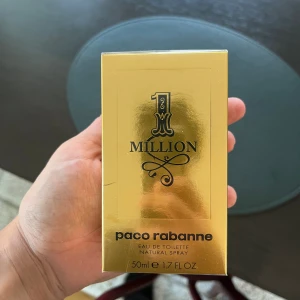 1
MILLION
paco rabanne
EAU DE TOILETTE
NATURAL SPRAY
50ml ℮ 1.7 FL.OZ